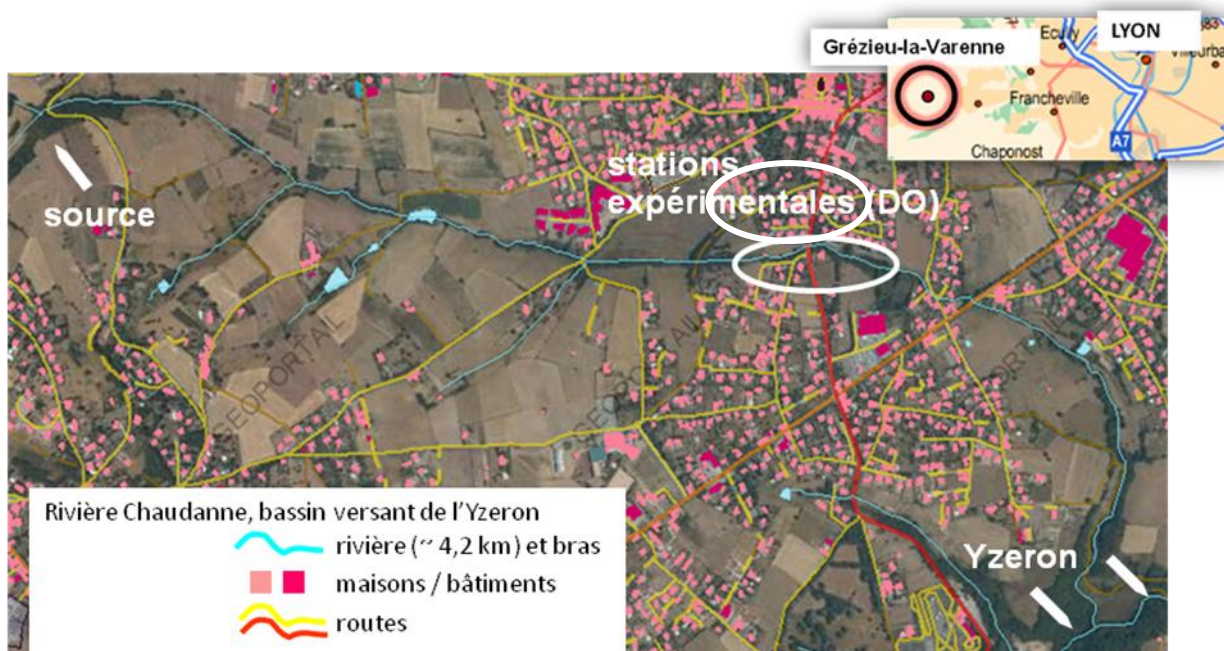 Grézieu-la-Varenne
LYON
Ecully
Francheville
Chaponost
A7
stations
expérimentales (DO)
source
GEOPORTAIL
GEOPORTAIL
Rivière Chaudanne, bassin versant de l'Yzeron
rivière (~ 4,2 km) et bras
maisons / bâtiments
routes
Yzeron